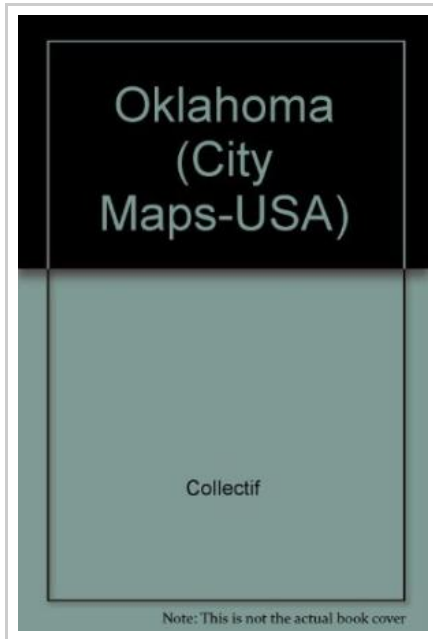 Oklahoma
(City
Maps-USA)
Collectif
Note: This is not the actual book cover